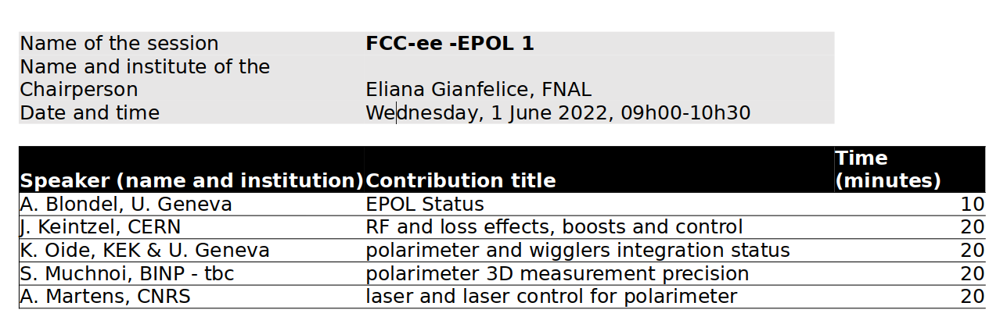 Name of the session FCC-ee -EPOL 1
Name and institute of the
Chairperson Eliana Gianfelice, FNAL
Date and time Wednesday, 1 June 2022, 09h00-10h30
Time
Speaker (name and institution) Contribution title (minutes)
A. Blondel, U. Geneva EPOL Status 10
J. Keintzel, CERN RF and loss effects, boosts and control 20
K. Oide, KEK & U. Geneva polarimeter and wigglers integration status 20
S. Muchnoi, BINP - tbc polarimeter 3D measurement precision 20
A. Martens, CNRS laser and laser control for polarimeter 20